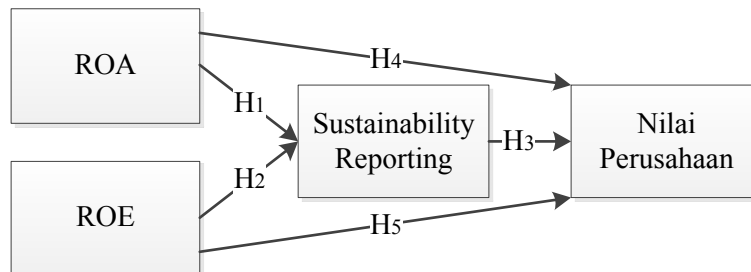 ROA
H4
H1
Sustainability
Reporting
H3
Nilai
Perusahaan
H2
ROE
H5